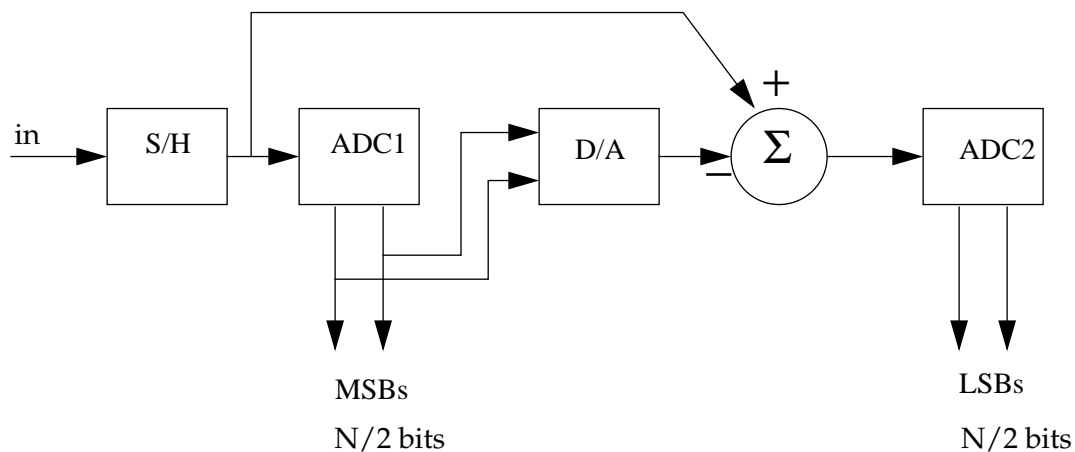 +
in
S/H
ADC1
D/A
Σ
ADC2
−
MSBs
LSBs
N/2 bits
N/2 bits